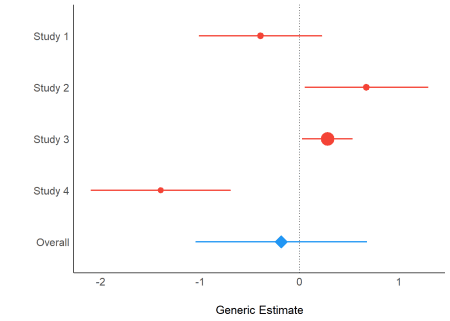 Study 1
Study 2
Study 3
Study 4
Overall
-2 -1 0 1
Generic Estimate